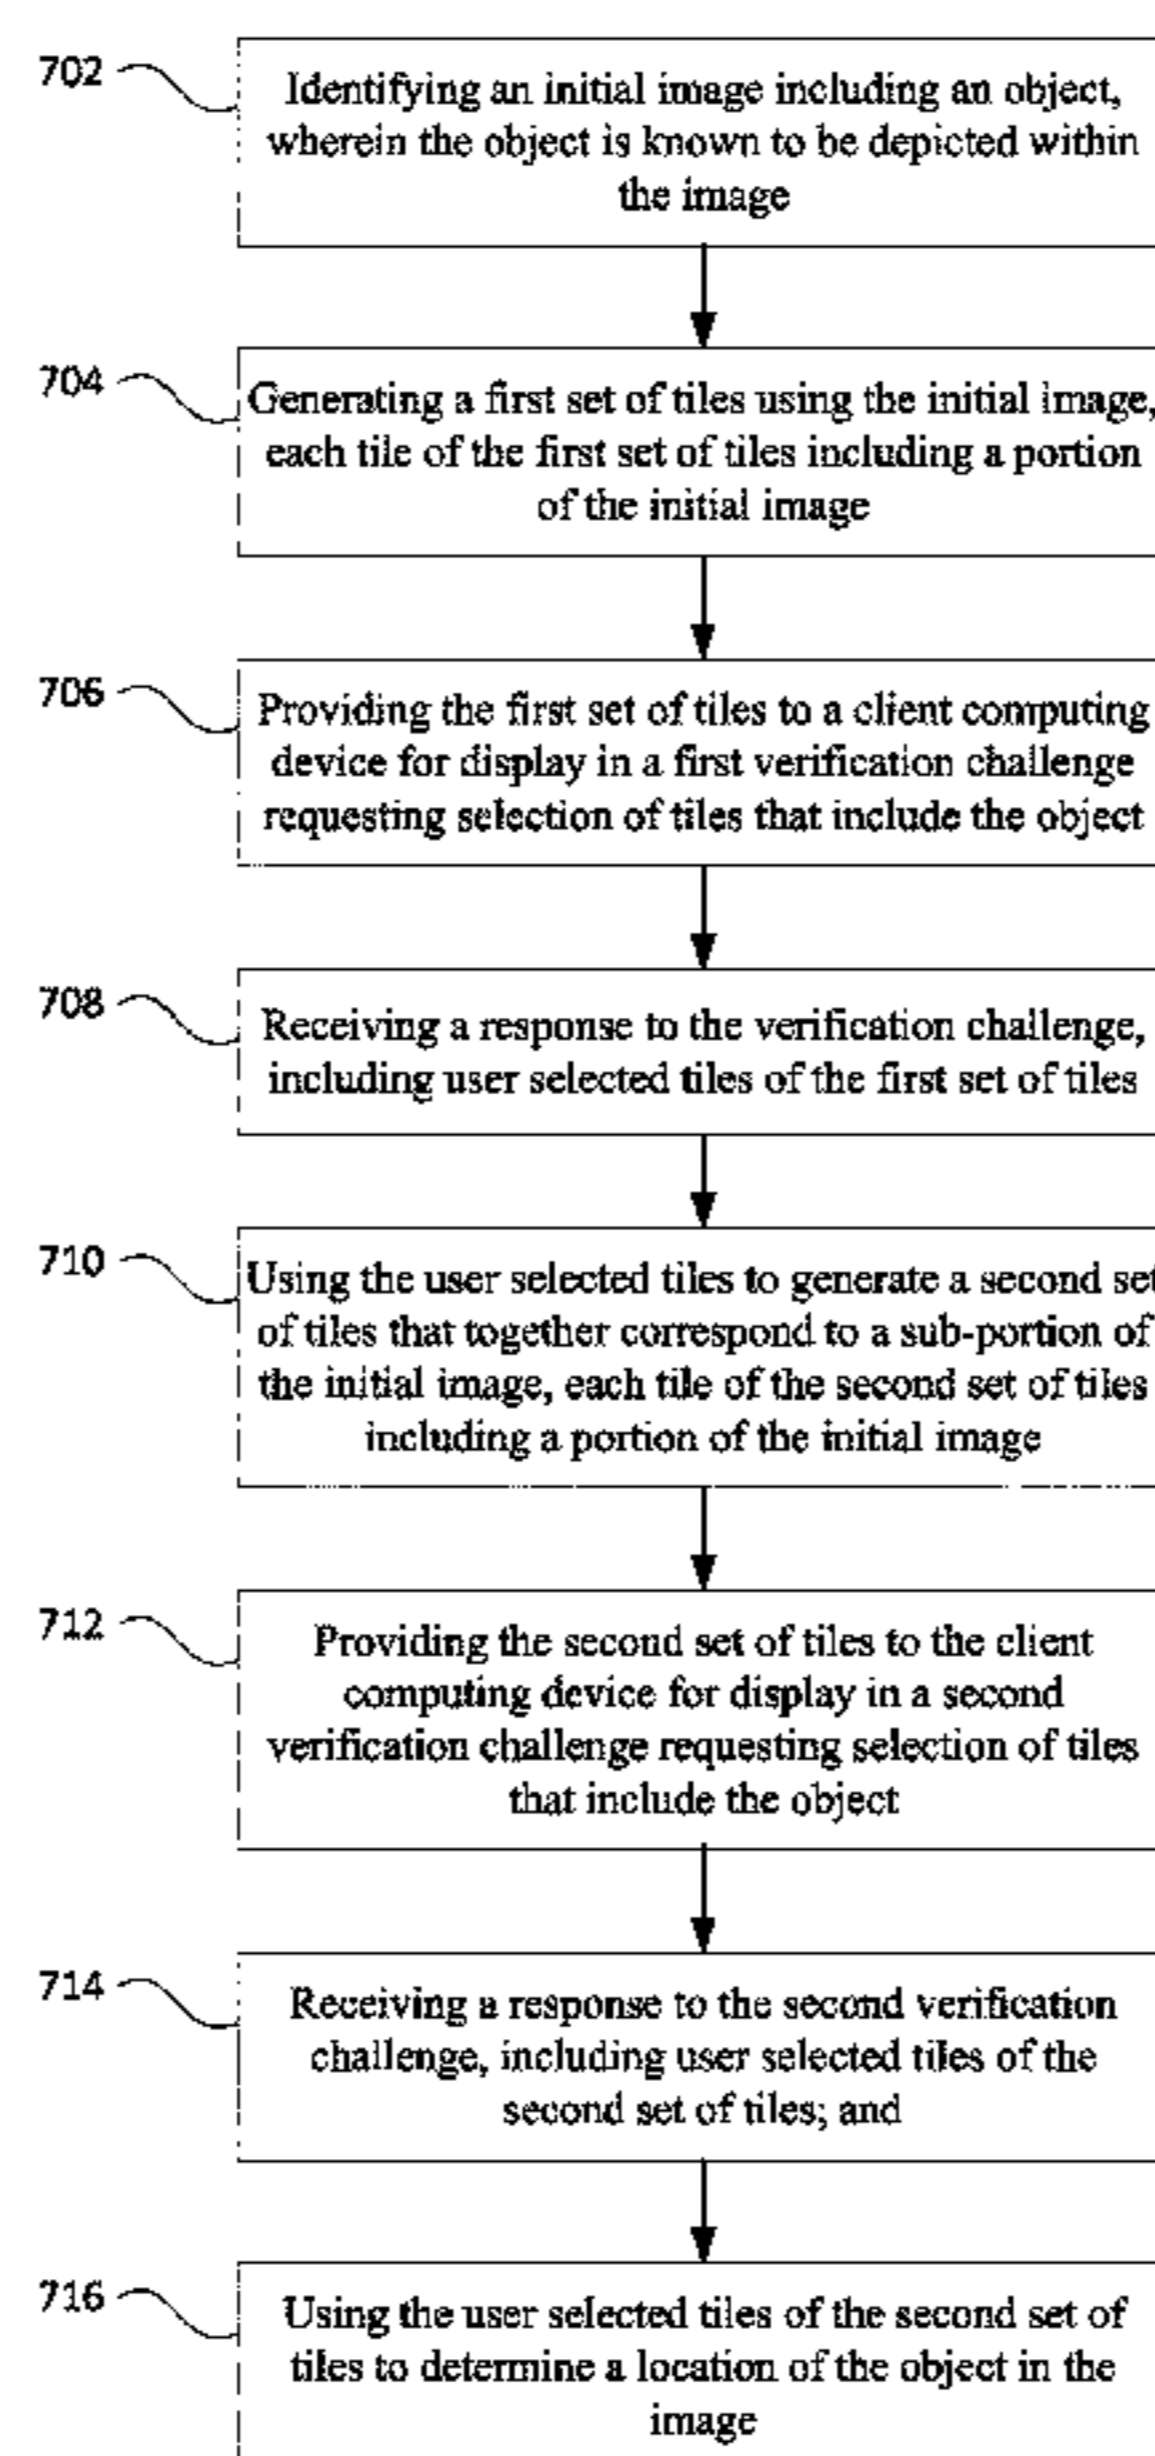 702
Identifying an initial image including an object,
wherein the object is known to be depicted within
the image
704
Generating a first set of tiles using the initial image,
each tile of the first set of tiles including a portion
of the initial image
706
Providing the first set of tiles to a client computing
device for display in a first verification challenge
requesting selection of tiles that include the object
708
Receiving a response to the verification challenge,
including user selected tiles of the first set of tiles
710
Using the user selected tiles to generate a second set
of tiles that together correspond to a sub-portion of
the initial image, each tile of the second set of tiles
including a portion of the initial image
712
Providing the second set of tiles to the client
computing device for display in a second
verification challenge requesting selection of tiles
that include the object
714
Receiving a response to the second verification
challenge, including user selected tiles of the
second set of tiles; and
716
Using the user selected tiles of the second set of
tiles to determine a location of the object in the
image